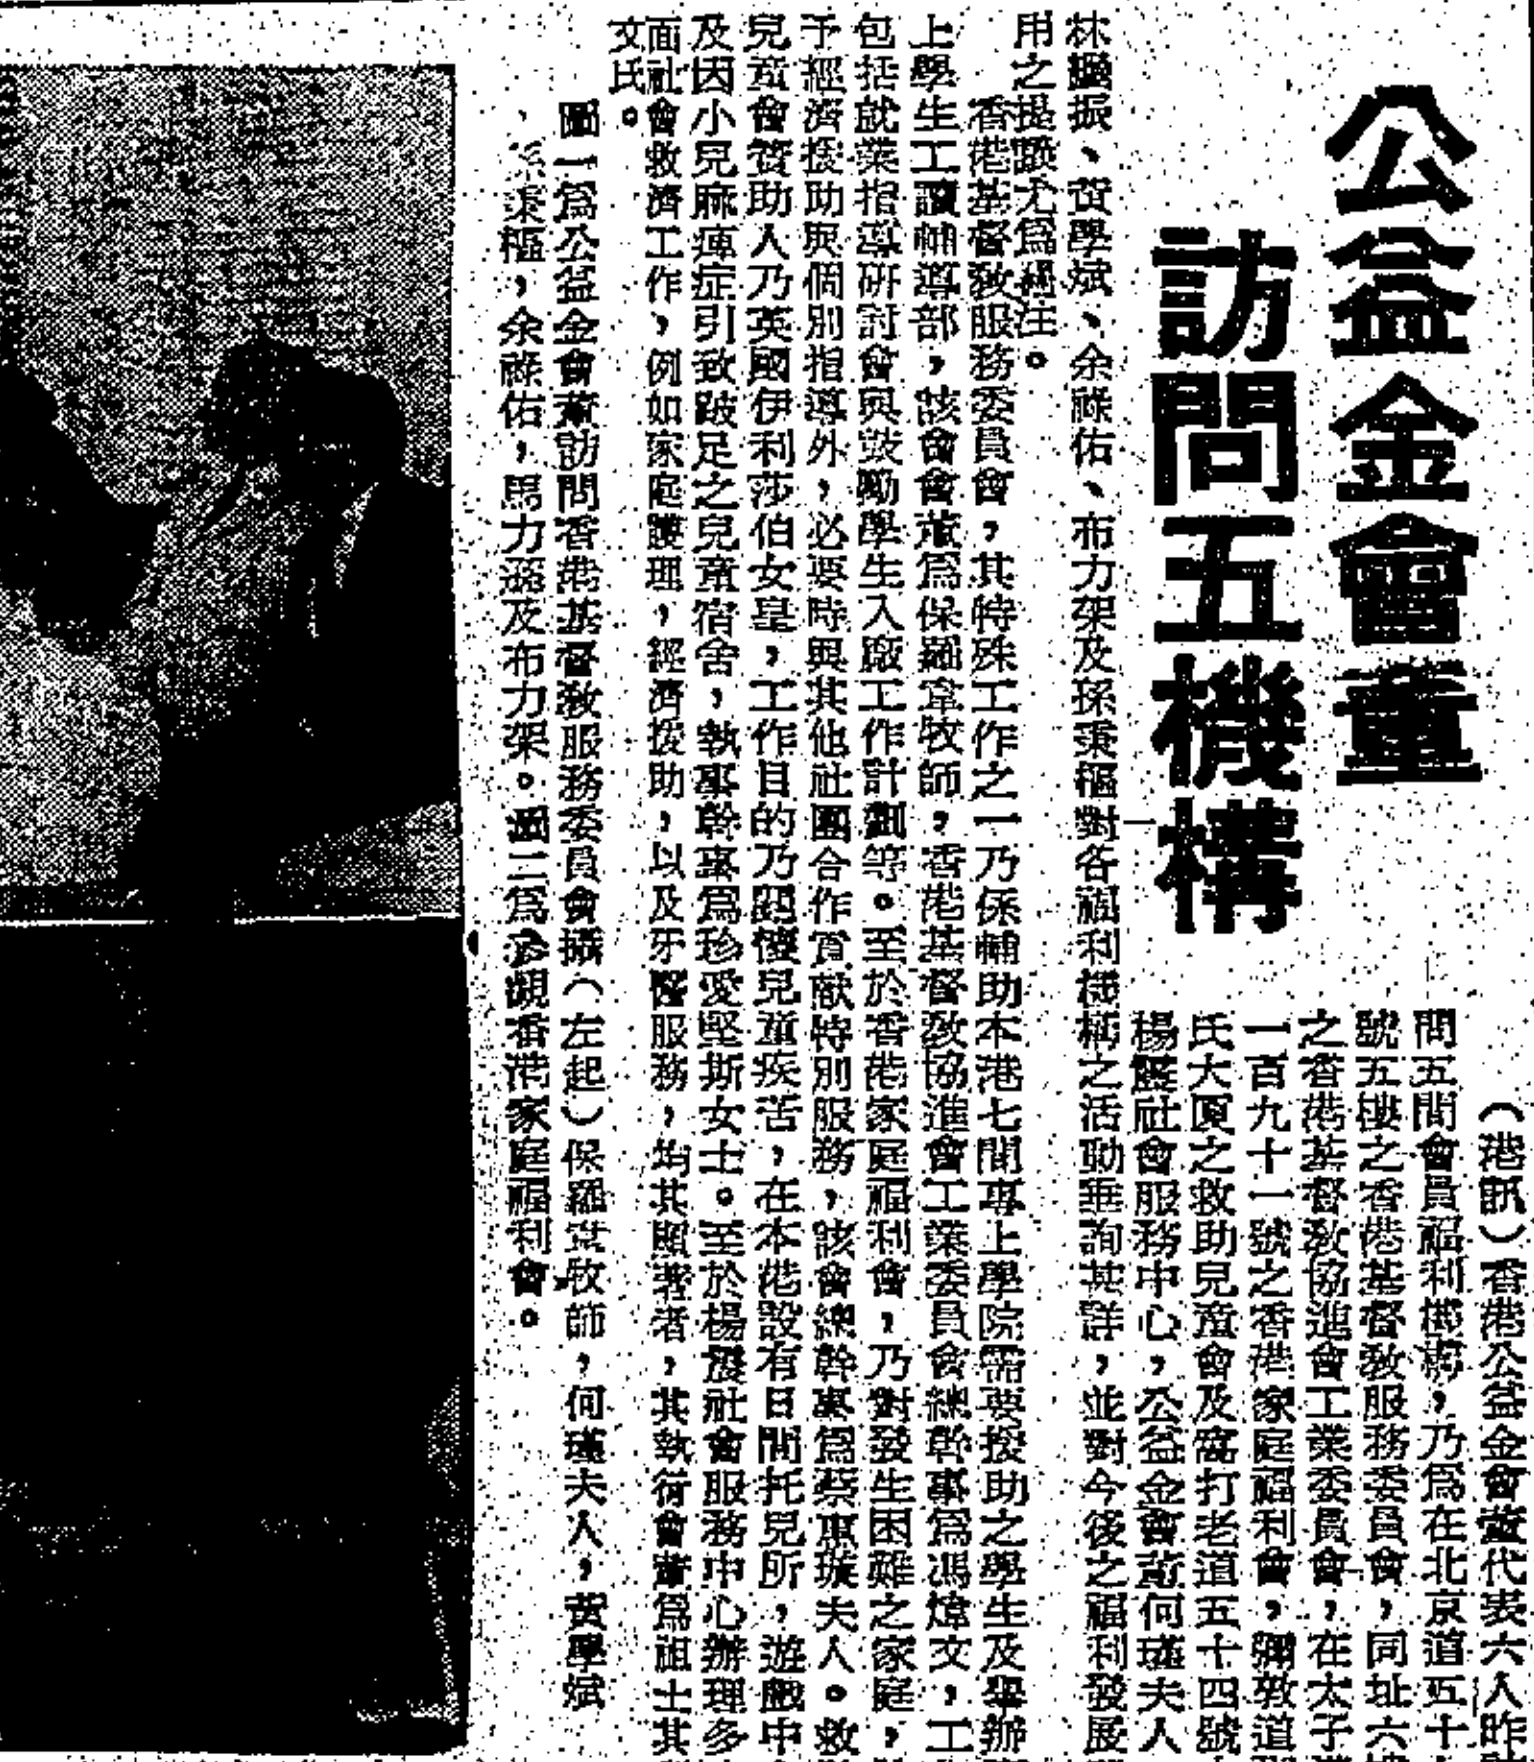 公益金會董
訪問五機構
（港訊）香港公益金會董代表六人昨
問五間會員福利機構，乃為在北京道五十
號五樓之香港基督教服務委員會，同址六樓
之香港基督教協進會工業委員會，在太子
一百九十一號之香港家庭福利會，彌敦道
氏大廈之救助兒童會及窩打老道五十四號
楊震社會服務中心，公益金會董何瑾夫人
林繼振、黃學斌、余祿佑、布力架及孫秉樞對各福利機構之活動垂詢甚詳，並對今後之福利發展
用之提議尤為關注。
香港基督教服務委員會，其特殊工作之一乃係輔助本港七間專上學院需要援助之學生及舉辦
上學生工讀輔導部，該會會董為保羅韋牧師，香港基督教協進會工業委員會總幹事為馮煒文，工
包括就業指導研討會與鼓勵學生入廠工作計劃等。至於香港家庭福利會，乃對發生困難之家庭，
予經濟援助與個別指導外，必要時與其他社團合作貢献特別服務，該會總幹事為蔡惠璇夫人。救
兒童會贊助人乃英國伊利莎伯女皇，工作目的乃關懷兒童疾苦，在本港設有日間托兒所，遊戲中
及因小兒麻痺症引致跛足之兒童宿舍，執事幹事為珍愛堅斯女士。至於楊震社會服務中心辦理多
面社會救濟工作，例如家庭護理，經濟援助，以及牙醫服務，均其顯著者，其執行會董為祖士其
文氏。
圖一為公益金會董訪問香港基督教服務委員會攝（左起）保羅韋牧師，何瑾夫人，黃學斌
、孫秉樞，余祿佑，馬力遜及布力架。圖二為參觀香港家庭福利會。